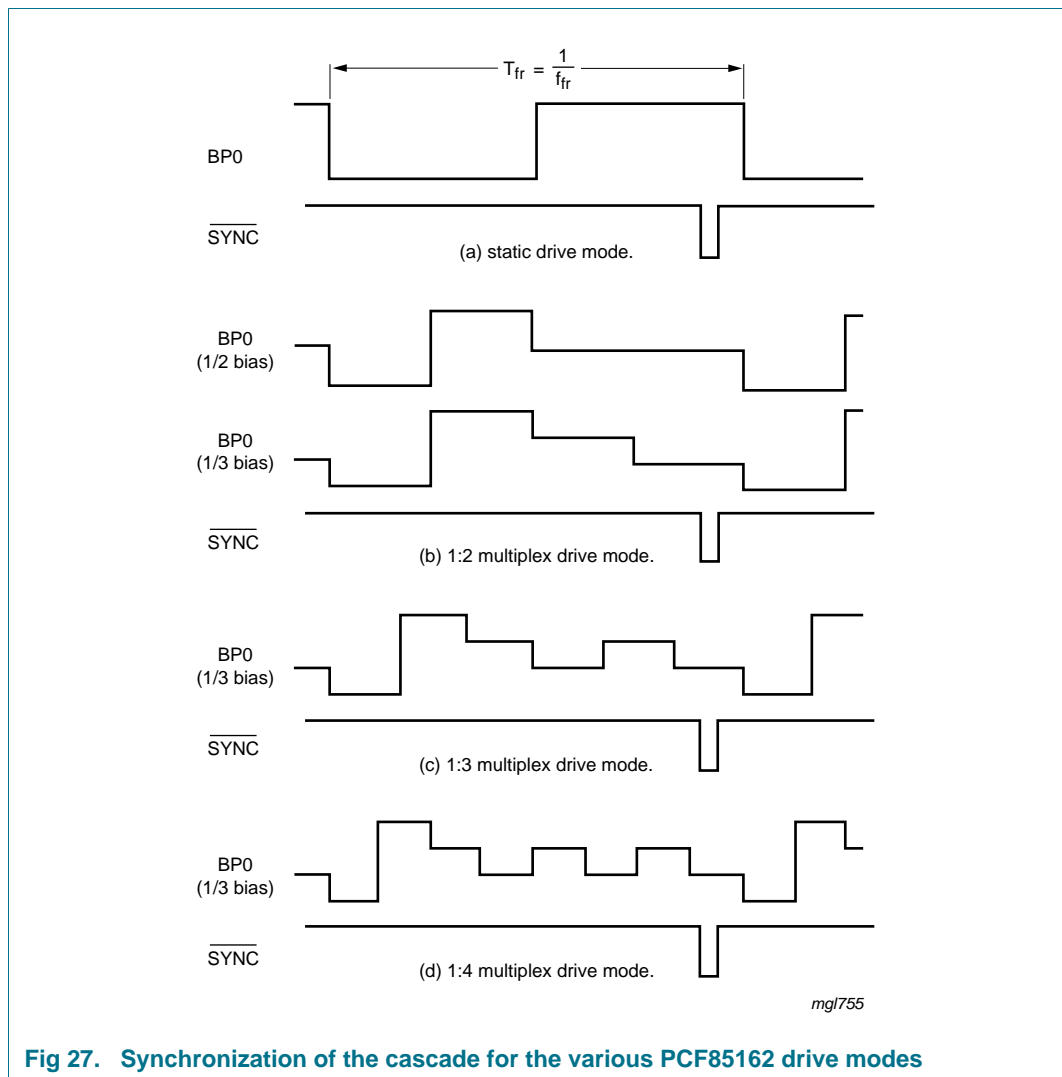 Tfr = 1/ffr
BP0
SYNC
(a) static drive mode.
BP0
(1/2 bias)
BP0
(1/3 bias)
SYNC
(b) 1:2 multiplex drive mode.
BP0
(1/3 bias)
SYNC
(c) 1:3 multiplex drive mode.
BP0
(1/3 bias)
SYNC
(d) 1:4 multiplex drive mode.
mgl755
Fig 27. Synchronization of the cascade for the various PCF85162 drive modes